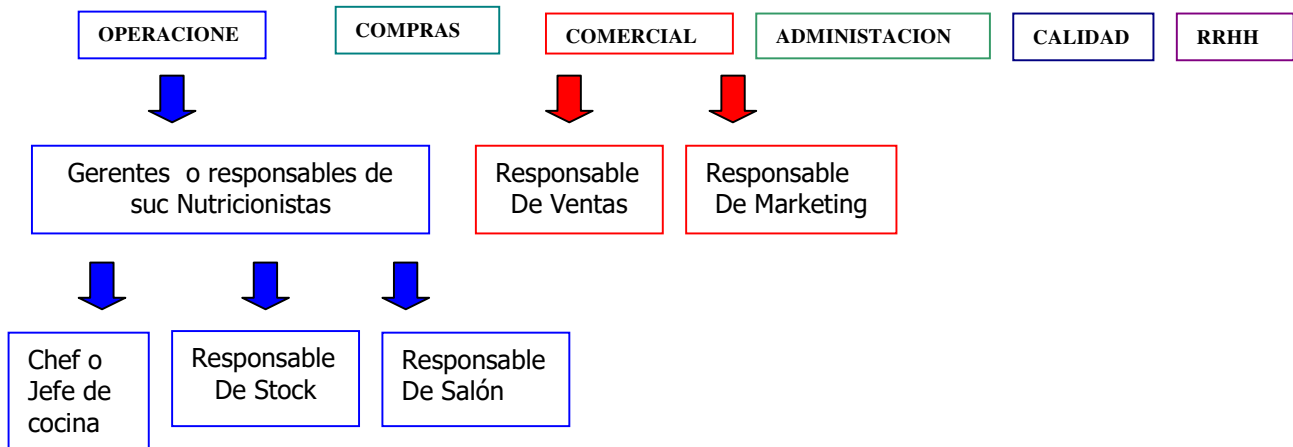 OPERACIONE
COMPRAS
COMERCIAL
ADMINISTACION
CALIDAD
RRHH
Gerentes o responsables de
suc Nutricionistas
Responsable
De Ventas
Responsable
De Marketing
Chef o
Jefe de
cocina
Responsable
De Stock
Responsable
De Salón